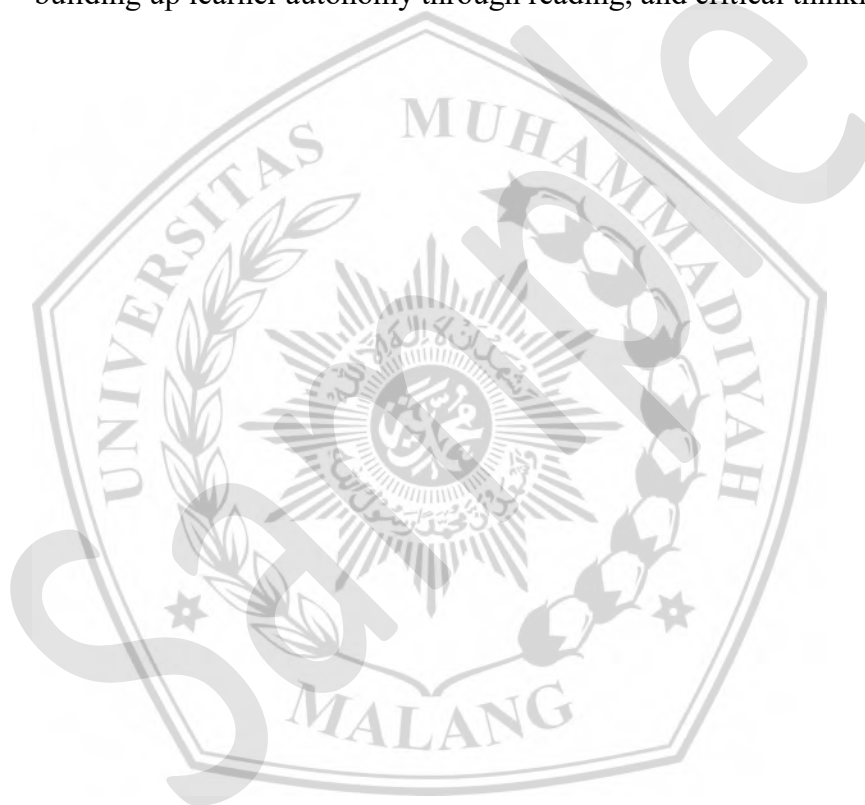 building up learner autonomy through reading, and critical
UNIVERSITAS MUHAMMADIYAH
MALANG
Sample